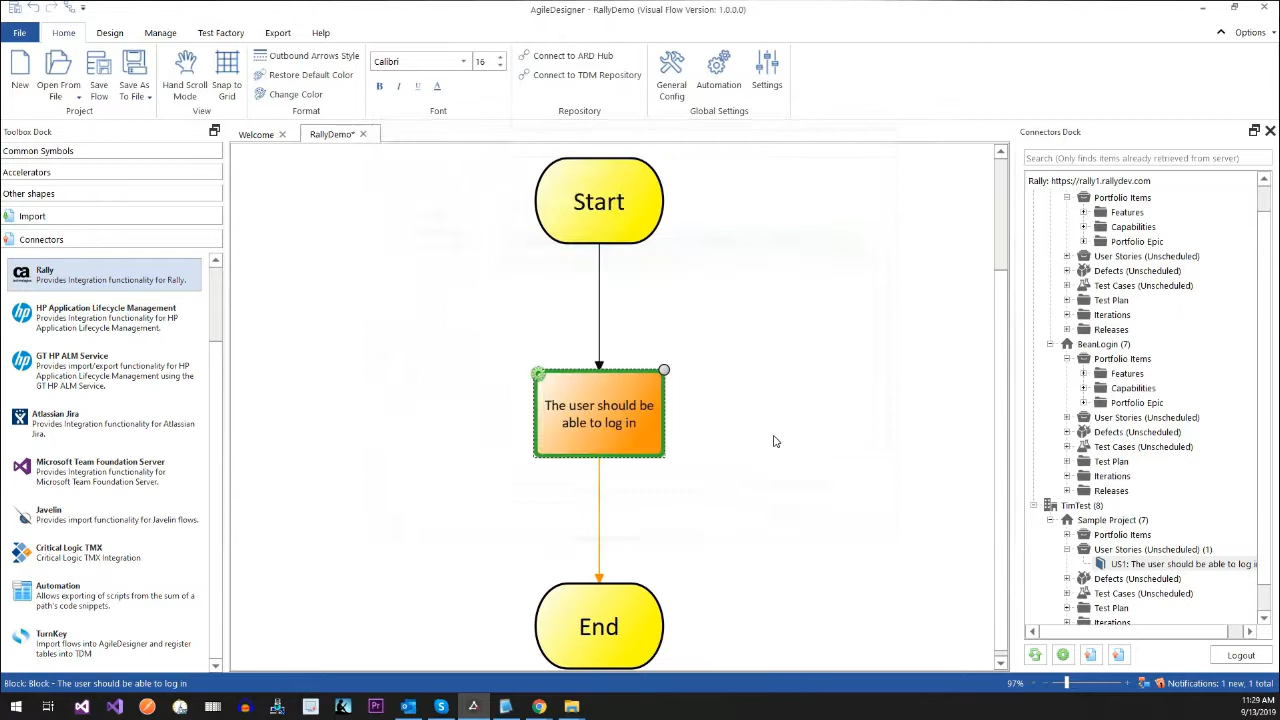 AgileDesigner - RallyDemo (Visual Flow Version: 1.0.0.0)
File
Home
Design
Manage
Test Factory
Export
Help
Options
New
Open From
File
Save
Flow
Save As
To File
Project
Hand Scroll
Mode
Snap to
Grid
View
Outbound Arrows Style
Restore Default Color
Change Color
Format
Calibri
16
B
I
U
A
Font
Connect to ARD Hub
Connect to TDM Repository
Repository
General
Config
Automation
Settings
Global Settings
Toolbox Dock
Common Symbols
Accelerators
Other shapes
Import
Connectors
ca
technologies
Rally
Provides Integration functionality for Rally.
hp
HP Application Lifecycle Management
Provides Integration functionality for HP
Application Lifecycle Management.
hp
GT HP ALM Service
Provides import/export functionality for HP
Application Lifecycle Management using the
GT HP ALM Service.
Atlassian Jira
Provides Integration functionality for Atlassian
Jira.
Microsoft Team Foundation Server
Provides Integration functionality for
Microsoft Team Foundation Server.
Javelin
Provides import functionality for Javelin flows.
Critical Logic TMX
Critical Logic TMX Integration
Automation
Allows exporting of scripts from the sum of a
path's code snippets.
TurnKey
Import flows into AgileDesigner and register
tables into TDM
Welcome
RallyDemo*
Start
The user should be
able to log in
End
Connectors Dock
Search (Only finds items already retrieved from server)
Rally: https://rally1.rallydev.com
Portfolio Items
Features
Capabilities
Portfolio Epic
User Stories (Unscheduled)
Defects (Unscheduled)
Test Cases (Unscheduled)
Test Plan
Iterations
Releases
BeanLogin (7)
Portfolio Items
Features
Capabilities
Portfolio Epic
User Stories (Unscheduled)
Defects (Unscheduled)
Test Cases (Unscheduled)
Test Plan
Iterations
Releases
TimTest (8)
Sample Project (7)
Portfolio Items
User Stories (Unscheduled) (1)
US1: The user should be able to log i
Defects (Unscheduled)
Test Cases (Unscheduled)
Test Plan
Iterations
Logout
Block: Block - The user should be able to log in
97%
Notifications: 1 new, 1 total
Pr
11:29 AM
9/13/2019